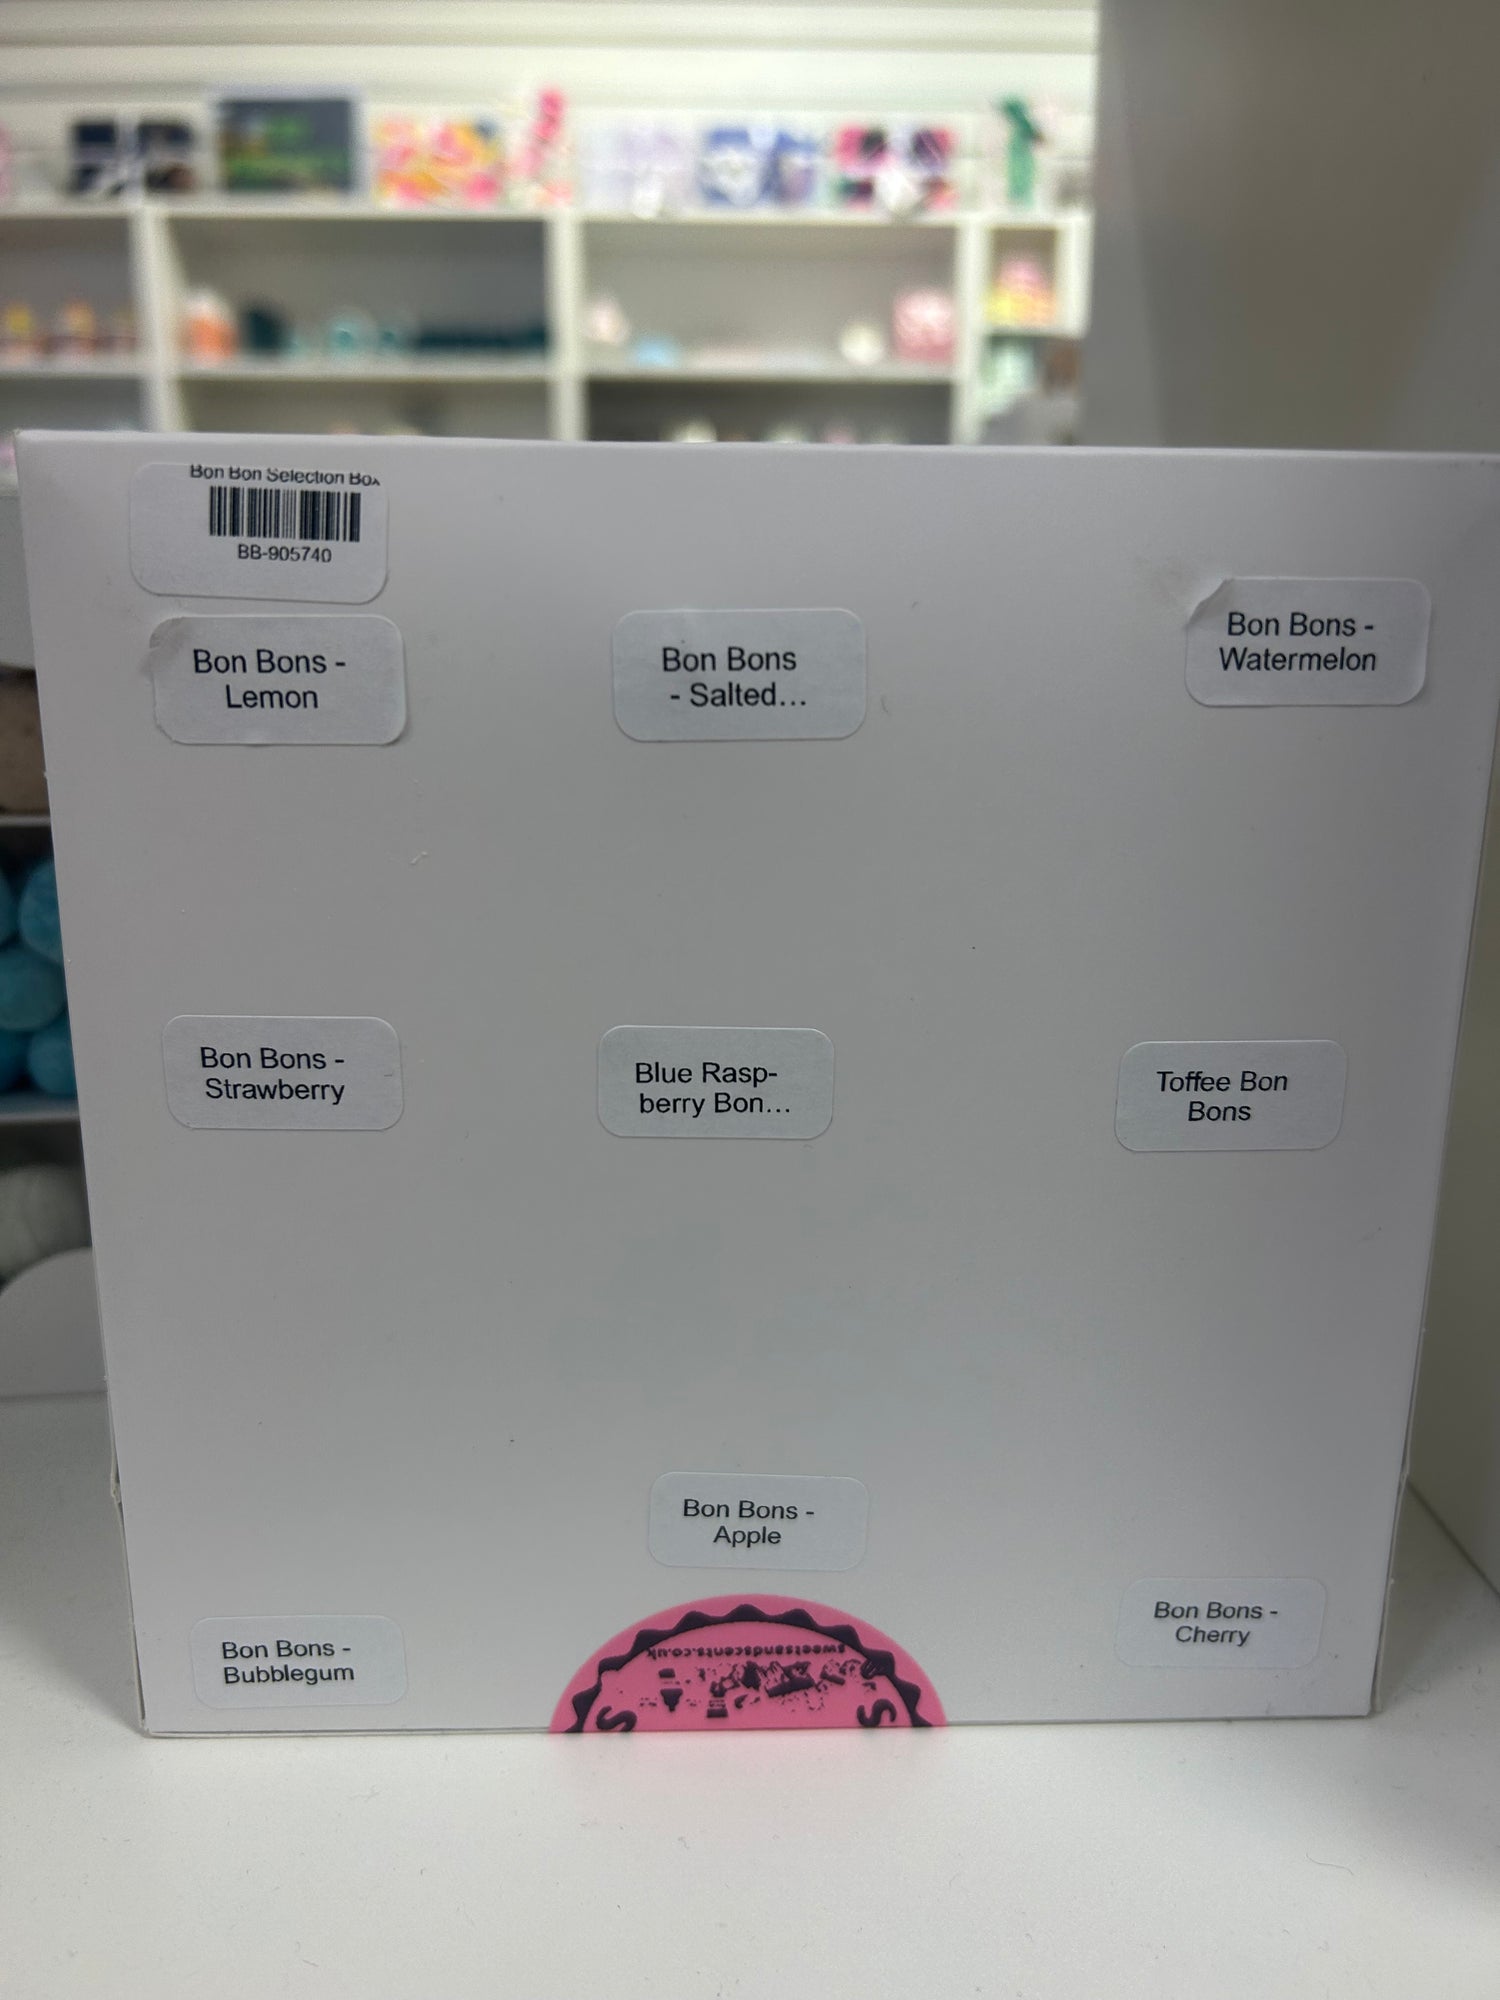 Bon Bon Selection Box
BB-905740
Bon Bons -
Lemon
Bon Bons
- Salted...
Bon Bons -
Watermelon
Bon Bons -
Strawberry
Blue Rasp-
berry Bon...
Toffee Bon
Bons
Bon Bons -
Apple
Bon Bons -
Bubblegum
Bon Bons -
Cherry
sweetsandscents.co.uk
S S